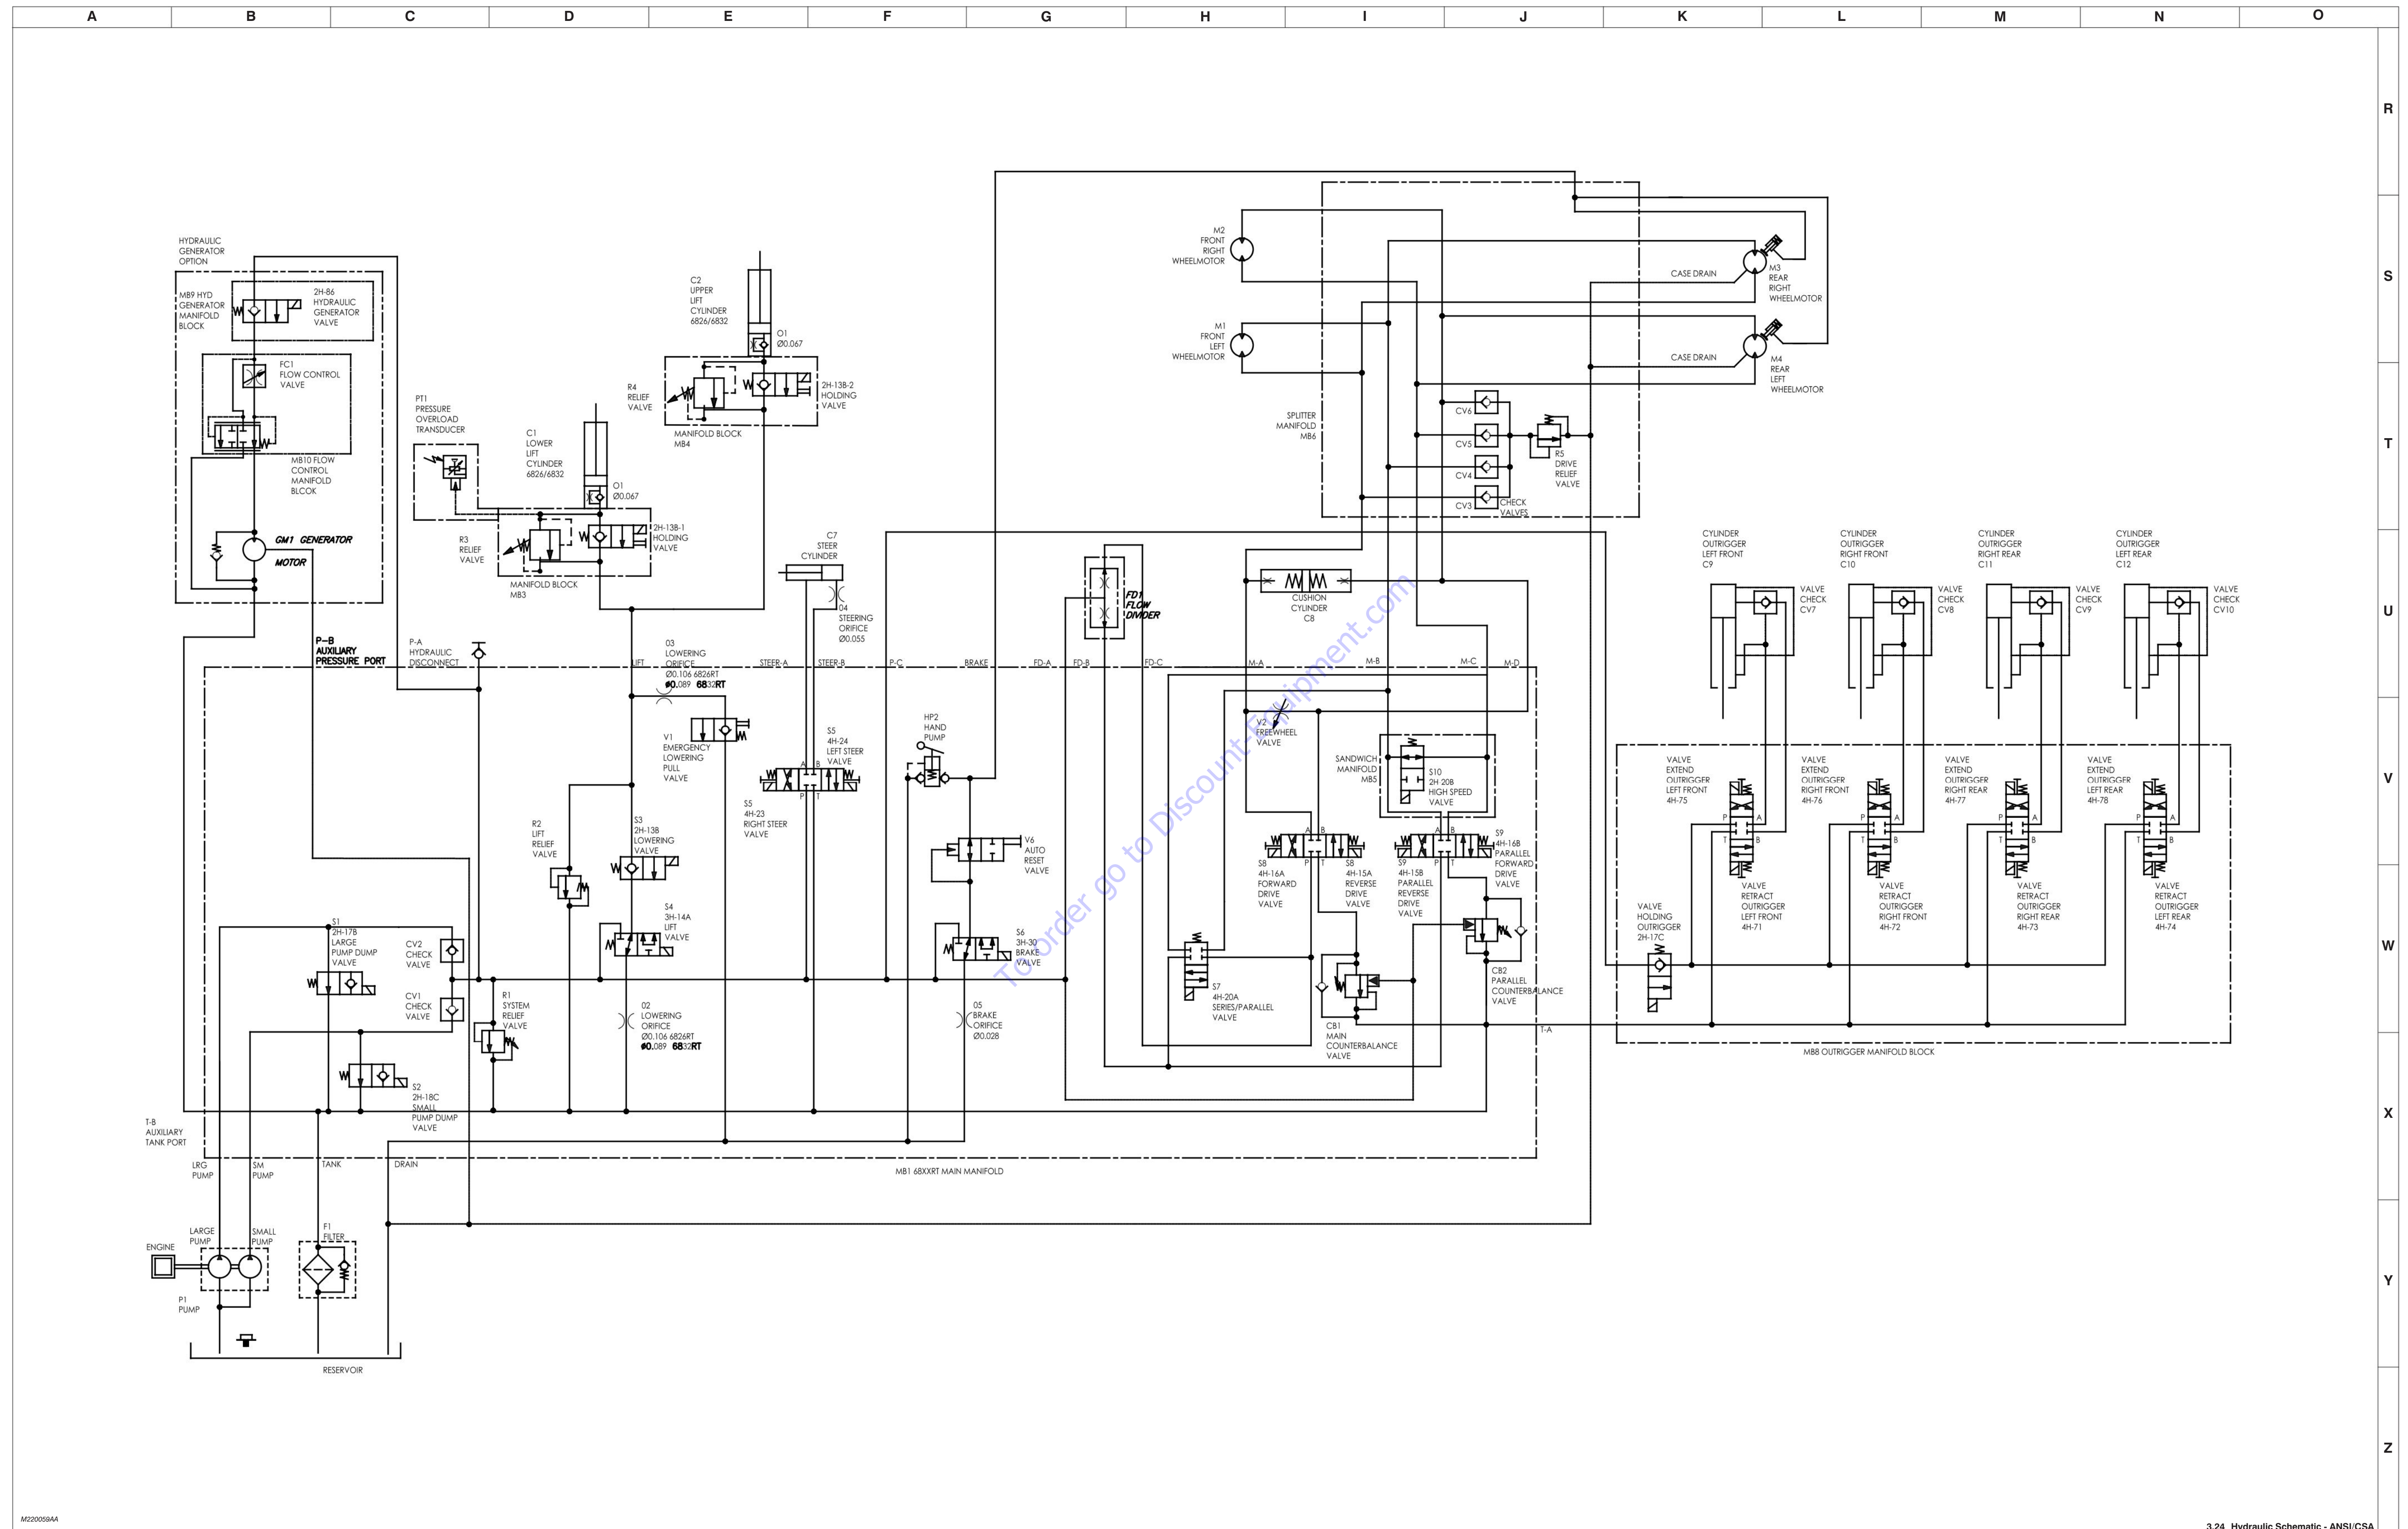 A B C D E F G H I J K L M N O
R
S
T
U
V
W
X
Y
Z
HYDRAULIC
GENERATOR
OPTION
MB9 HYD
GENERATOR
MANIFOLD
BLOCK
2H-86
HYDRAULIC
GENERATOR
VALVE
FC1
FLOW CONTROL
VALVE
MB10 FLOW
CONTROL
MANIFOLD
BLCOK
GM1 GENERATOR
MOTOR
PT1
PRESSURE
OVERLOAD
TRANSDUCER
C1
LOWER
LIFT
CYLINDER
6826/6832
O1
Ø0.067
2H-13B-1
HOLDING
VALVE
R3
RELIEF
VALVE
MANIFOLD BLOCK
MB3
C2
UPPER
LIFT
CYLINDER
6826/6832
O1
Ø0.067
R4
RELIEF
VALVE
2H-13B-2
HOLDING
VALVE
MANIFOLD BLOCK
MB4
C7
STEER
CYLINDER
04
STEERING
ORIFICE
Ø0.055
M2
FRONT
RIGHT
WHEELMOTOR
M1
FRONT
LEFT
WHEELMOTOR
SPLITTER
MANIFOLD
MB6
CASE DRAIN
M3
REAR
RIGHT
WHEELMOTOR
CASE DRAIN
M4
REAR
LEFT
WHEELMOTOR
CV6
CV5
CV4
CV3
CHECK
VALVES
R5
DRIVE
RELIEF
VALVE
FD1
FLOW
DIVIDER
CUSHION
CYLINDER
C8
CYLINDER
OUTRIGGER
LEFT FRONT
C9
VALVE
CHECK
CV7
CYLINDER
OUTRIGGER
RIGHT FRONT
C10
VALVE
CHECK
CV8
CYLINDER
OUTRIGGER
RIGHT REAR
C11
VALVE
CHECK
CV9
CYLINDER
OUTRIGGER
LEFT REAR
C12
VALVE
CHECK
CV10
P-B
AUXILIARY
PRESSURE PORT
P-A
HYDRAULIC
DISCONNECT
LIFT
03
LOWERING
ORIFICE
Ø0.106 6826RT
Ø0.089 6832RT
STEER-A
STEER-B
P-C
BRAKE
FD-A
FD-B
FD-C
M-A
M-B
M-C
M-D
V1
EMERGENCY
LOWERING
PULL
VALVE
S5
4H-24
LEFT STEER
VALVE
A B
P T
S5
4H-23
RIGHT STEER
VALVE
HP2
HAND
PUMP
V2
FREEWHEEL
VALVE
SANDWICH
MANIFOLD
MB5
S10
2H-20B
HIGH SPEED
VALVE
R2
LIFT
RELIEF
VALVE
S3
2H-13B
LOWERING
VALVE
S4
3H-14A
LIFT
VALVE
V6
AUTO
RESET
VALVE
S6
3H-30
BRAKE
VALVE
A B
P T
S8
4H-16A
FORWARD
DRIVE
VALVE
S8
4H-15A
REVERSE
DRIVE
VALVE
A B
P T
S9
4H-15B
PARALLEL
REVERSE
DRIVE
VALVE
S9
4H-16B
PARALLEL
FORWARD
DRIVE
VALVE
VALVE
EXTEND
OUTRIGGER
LEFT FRONT
4H-75
P A
T B
VALVE
RETRACT
OUTRIGGER
LEFT FRONT
4H-71
VALVE
EXTEND
OUTRIGGER
RIGHT FRONT
4H-76
P A
T B
VALVE
RETRACT
OUTRIGGER
RIGHT FRONT
4H-72
VALVE
EXTEND
OUTRIGGER
RIGHT REAR
4H-77
P A
T B
VALVE
RETRACT
OUTRIGGER
RIGHT REAR
4H-73
VALVE
EXTEND
OUTRIGGER
LEFT REAR
4H-78
P A
T B
VALVE
RETRACT
OUTRIGGER
LEFT REAR
4H-74
VALVE
HOLDING
OUTRIGGER
2H-17C
MB8 OUTRIGGER MANIFOLD BLOCK
S1
2H-17B
LARGE
PUMP DUMP
VALVE
CV2
CHECK
VALVE
CV1
CHECK
VALVE
R1
SYSTEM
RELIEF
VALVE
02
LOWERING
ORIFICE
Ø0.106 6826RT
Ø0.089 6832RT
05
BRAKE
ORIFICE
Ø0.028
S7
4H-20A
SERIES/PARALLEL
VALVE
CB1
MAIN
COUNTERBALANCE
VALVE
CB2
PARALLEL
COUNTERBALANCE
VALVE
T-A
S2
2H-18C
SMALL
PUMP DUMP
VALVE
T-B
AUXILIARY
TANK PORT
LRG
PUMP
SM
PUMP
TANK
DRAIN
MB1 68XXRT MAIN MANIFOLD
ENGINE
LARGE
PUMP
SMALL
PUMP
F1
FILTER
P1
PUMP
RESERVOIR
To order go to Discount-Equipment.com
M220059AA
3.24 Hydraulic Schematic - ANSI/CSA